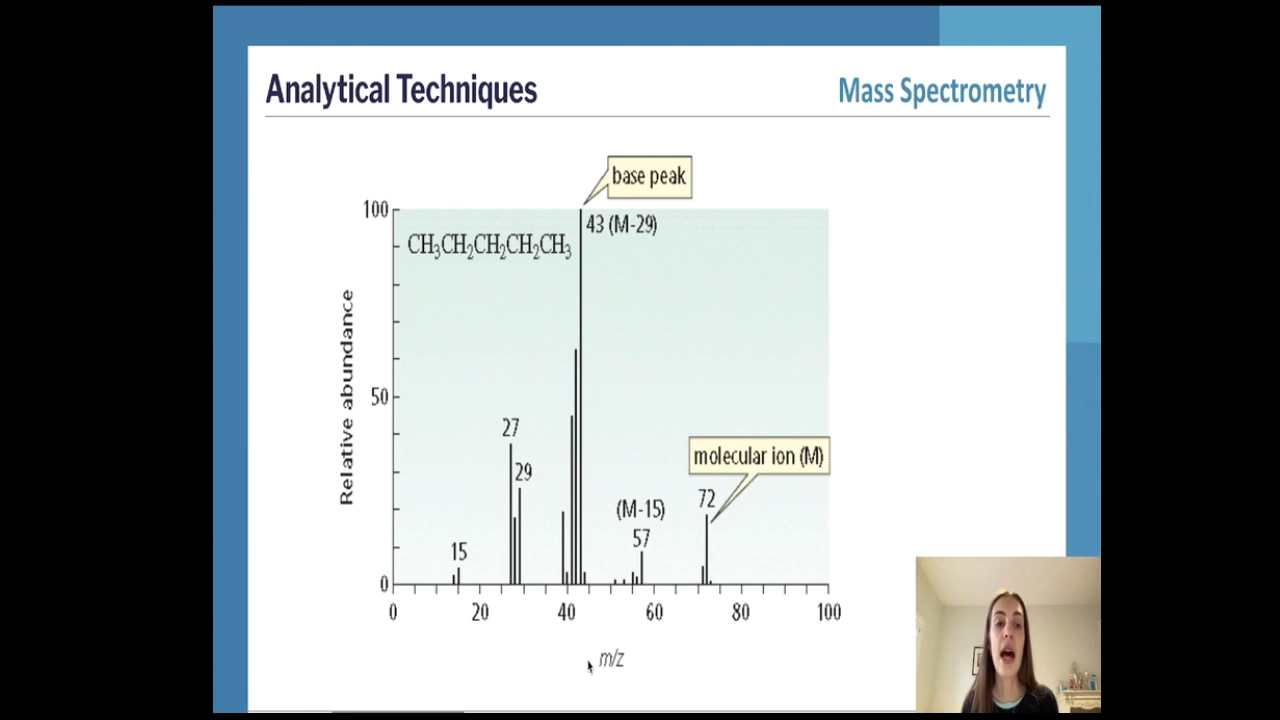 Analytical Techniques
Mass Spectrometry
base peak
100
43 (M-29)
CH₃CH₂CH₂CH₂CH₃
Relative abundance
50
27
29
molecular ion (M)
72
(M-15)
57
15
0
0 20 40 60 80 100
m/z